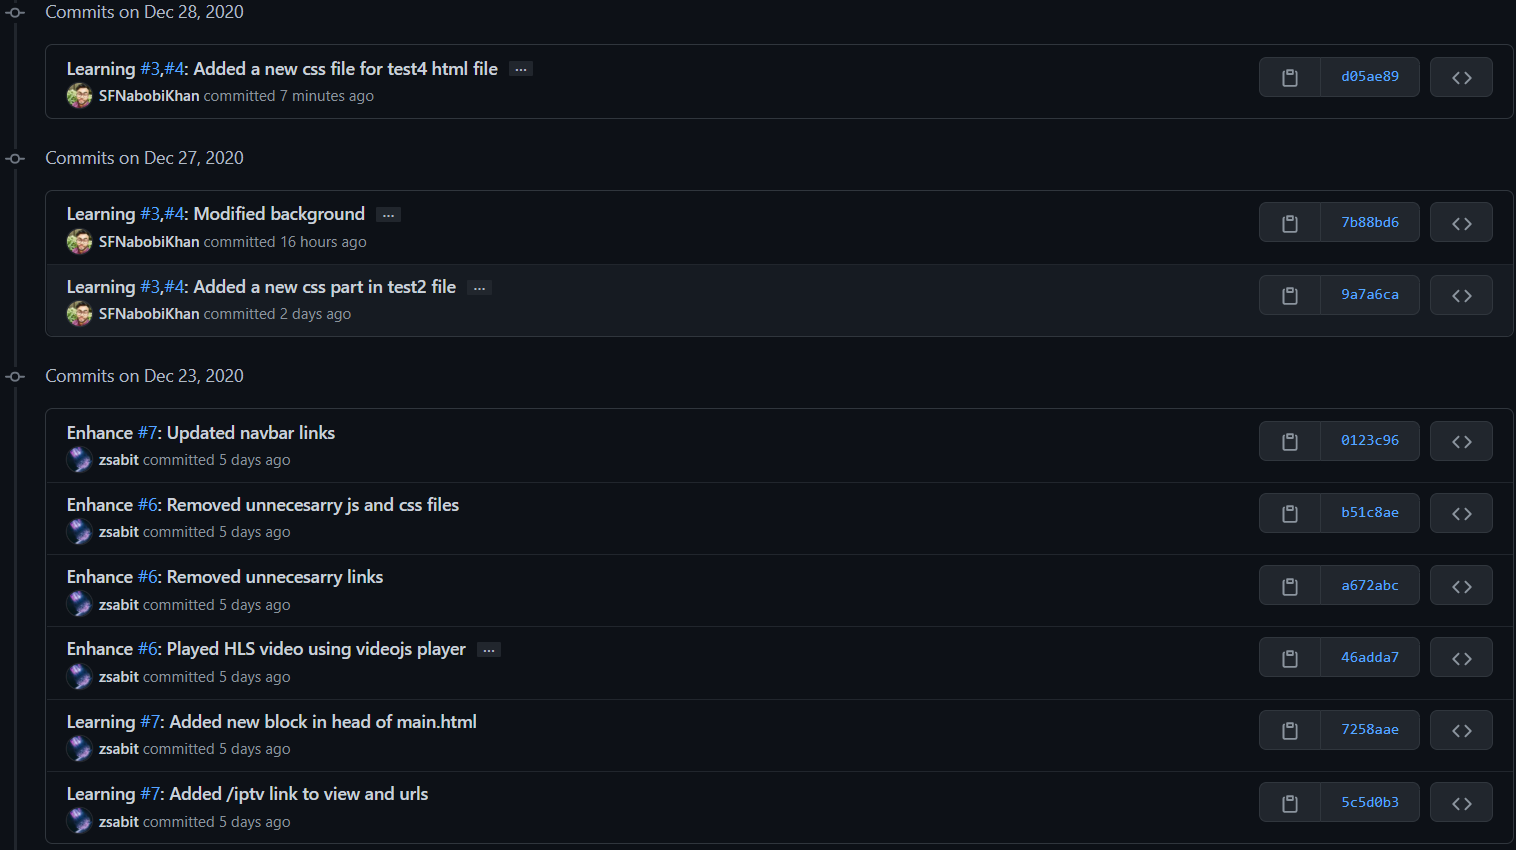 Commits on Dec 28, 2020
Learning #3,#4: Added a new css file for test4 html file ...
d05ae89
SFNabobiKhan committed 7 minutes ago
Commits on Dec 27, 2020
Learning #3,#4: Modified background ...
7b88bd6
SFNabobiKhan committed 16 hours ago
Learning #3,#4: Added a new css part in test2 file ...
9a7a6ca
SFNabobiKhan committed 2 days ago
Commits on Dec 23, 2020
Enhance #7: Updated navbar links
0123c96
zsabit committed 5 days ago
Enhance #6: Removed unnecesarry js and css files
b51c8ae
zsabit committed 5 days ago
Enhance #6: Removed unnecesarry links
a672abc
zsabit committed 5 days ago
Enhance #6: Played HLS video using videojs player ...
46adda7
zsabit committed 5 days ago
Learning #7: Added new block in head of main.html
7258aae
zsabit committed 5 days ago
Learning #7: Added /iptv link to view and urls
5c5d0b3
zsabit committed 5 days ago